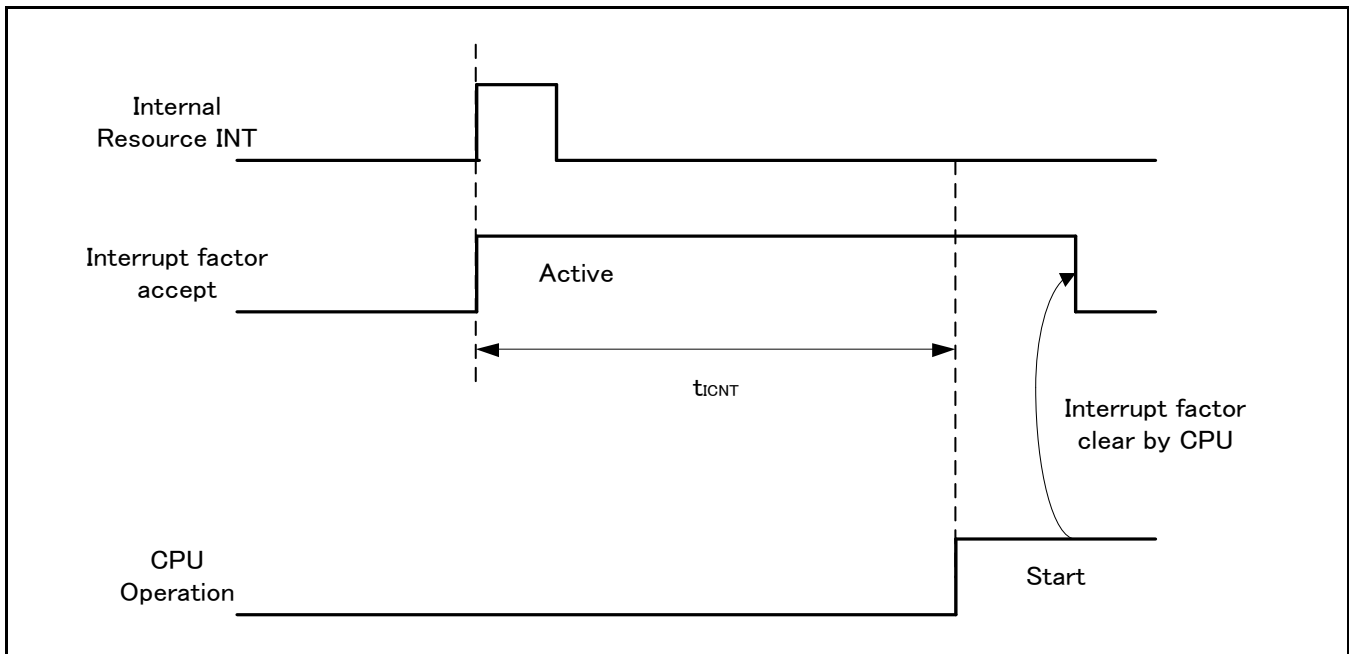 Internal
Resource INT
Interrupt factor
accept
Active
tICNT
Interrupt factor
clear by CPU
CPU
Operation
Start